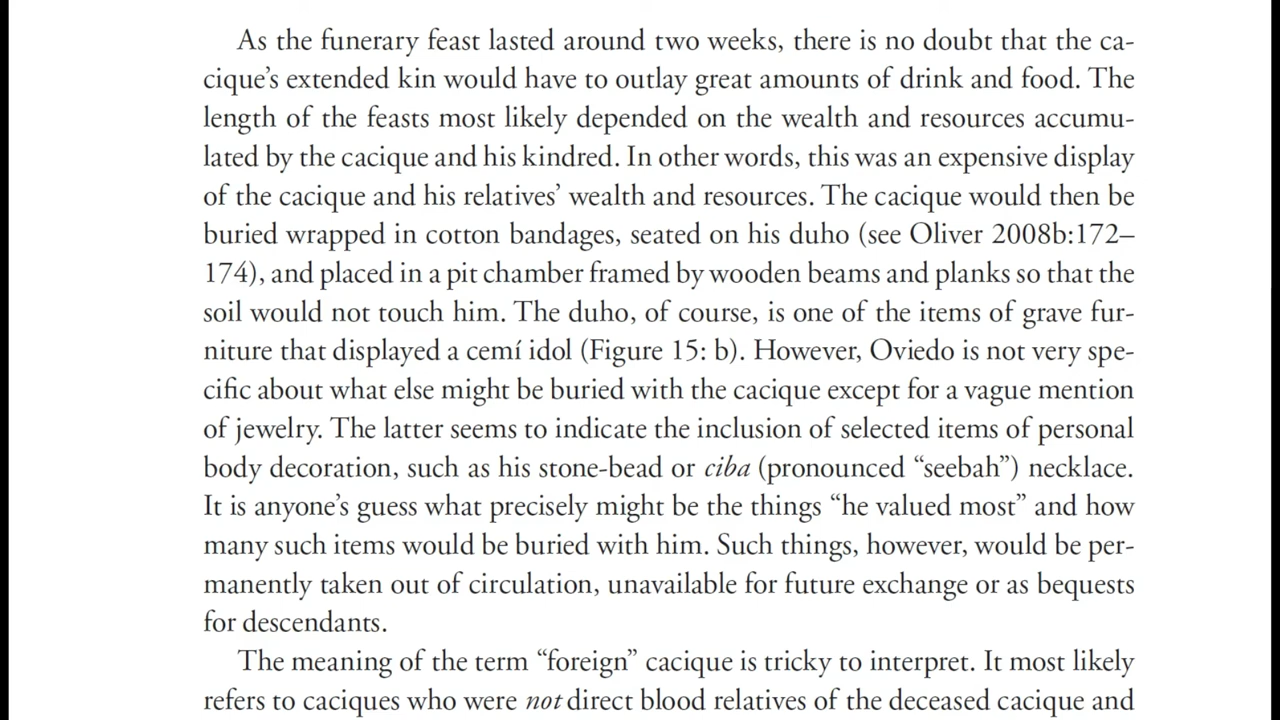 As the funerary feast lasted around two weeks, there is no doubt that the ca-
cique’s extended kin would have to outlay great amounts of drink and food. The
length of the feasts most likely depended on the wealth and resources accumu-
lated by the cacique and his kindred. In other words, this was an expensive display
of the cacique and his relatives’ wealth and resources. The cacique would then be
buried wrapped in cotton bandages, seated on his duho (see Oliver 2008b:172–
174), and placed in a pit chamber framed by wooden beams and planks so that the
soil would not touch him. The duho, of course, is one of the items of grave fur-
niture that displayed a cemí idol (Figure 15: b). However, Oviedo is not very spe-
cific about what else might be buried with the cacique except for a vague mention
of jewelry. The latter seems to indicate the inclusion of selected items of personal
body decoration, such as his stone-bead or ciba (pronounced “seebah”) necklace.
It is anyone’s guess what precisely might be the things “he valued most” and how
many such items would be buried with him. Such things, however, would be per-
manently taken out of circulation, unavailable for future exchange or as bequests
for descendants.
The meaning of the term “foreign” cacique is tricky to interpret. It most likely
refers to caciques who were not direct blood relatives of the deceased cacique and